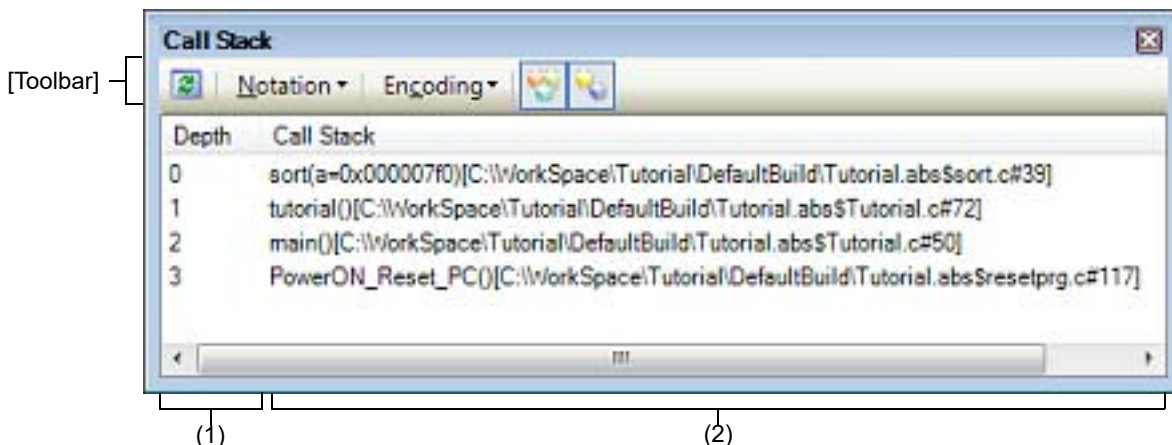 Call Stack
[Toolbar]
Notation Encoding
Depth Call Stack
0 sort(a=0x000007f0)[C:\WorkSpace\Tutorial\DefaultBuild\Tutorial.abs$sort.c#39]
1 tutorial()[C:\WorkSpace\Tutorial\DefaultBuild\Tutorial.abs$Tutorial.c#72]
2 main()[C:\WorkSpace\Tutorial\DefaultBuild\Tutorial.abs$Tutorial.c#50]
3 PowerON_Reset_PC()[C:\WorkSpace\Tutorial\DefaultBuild\Tutorial.abs$resetprg.c#117]
(1) (2)